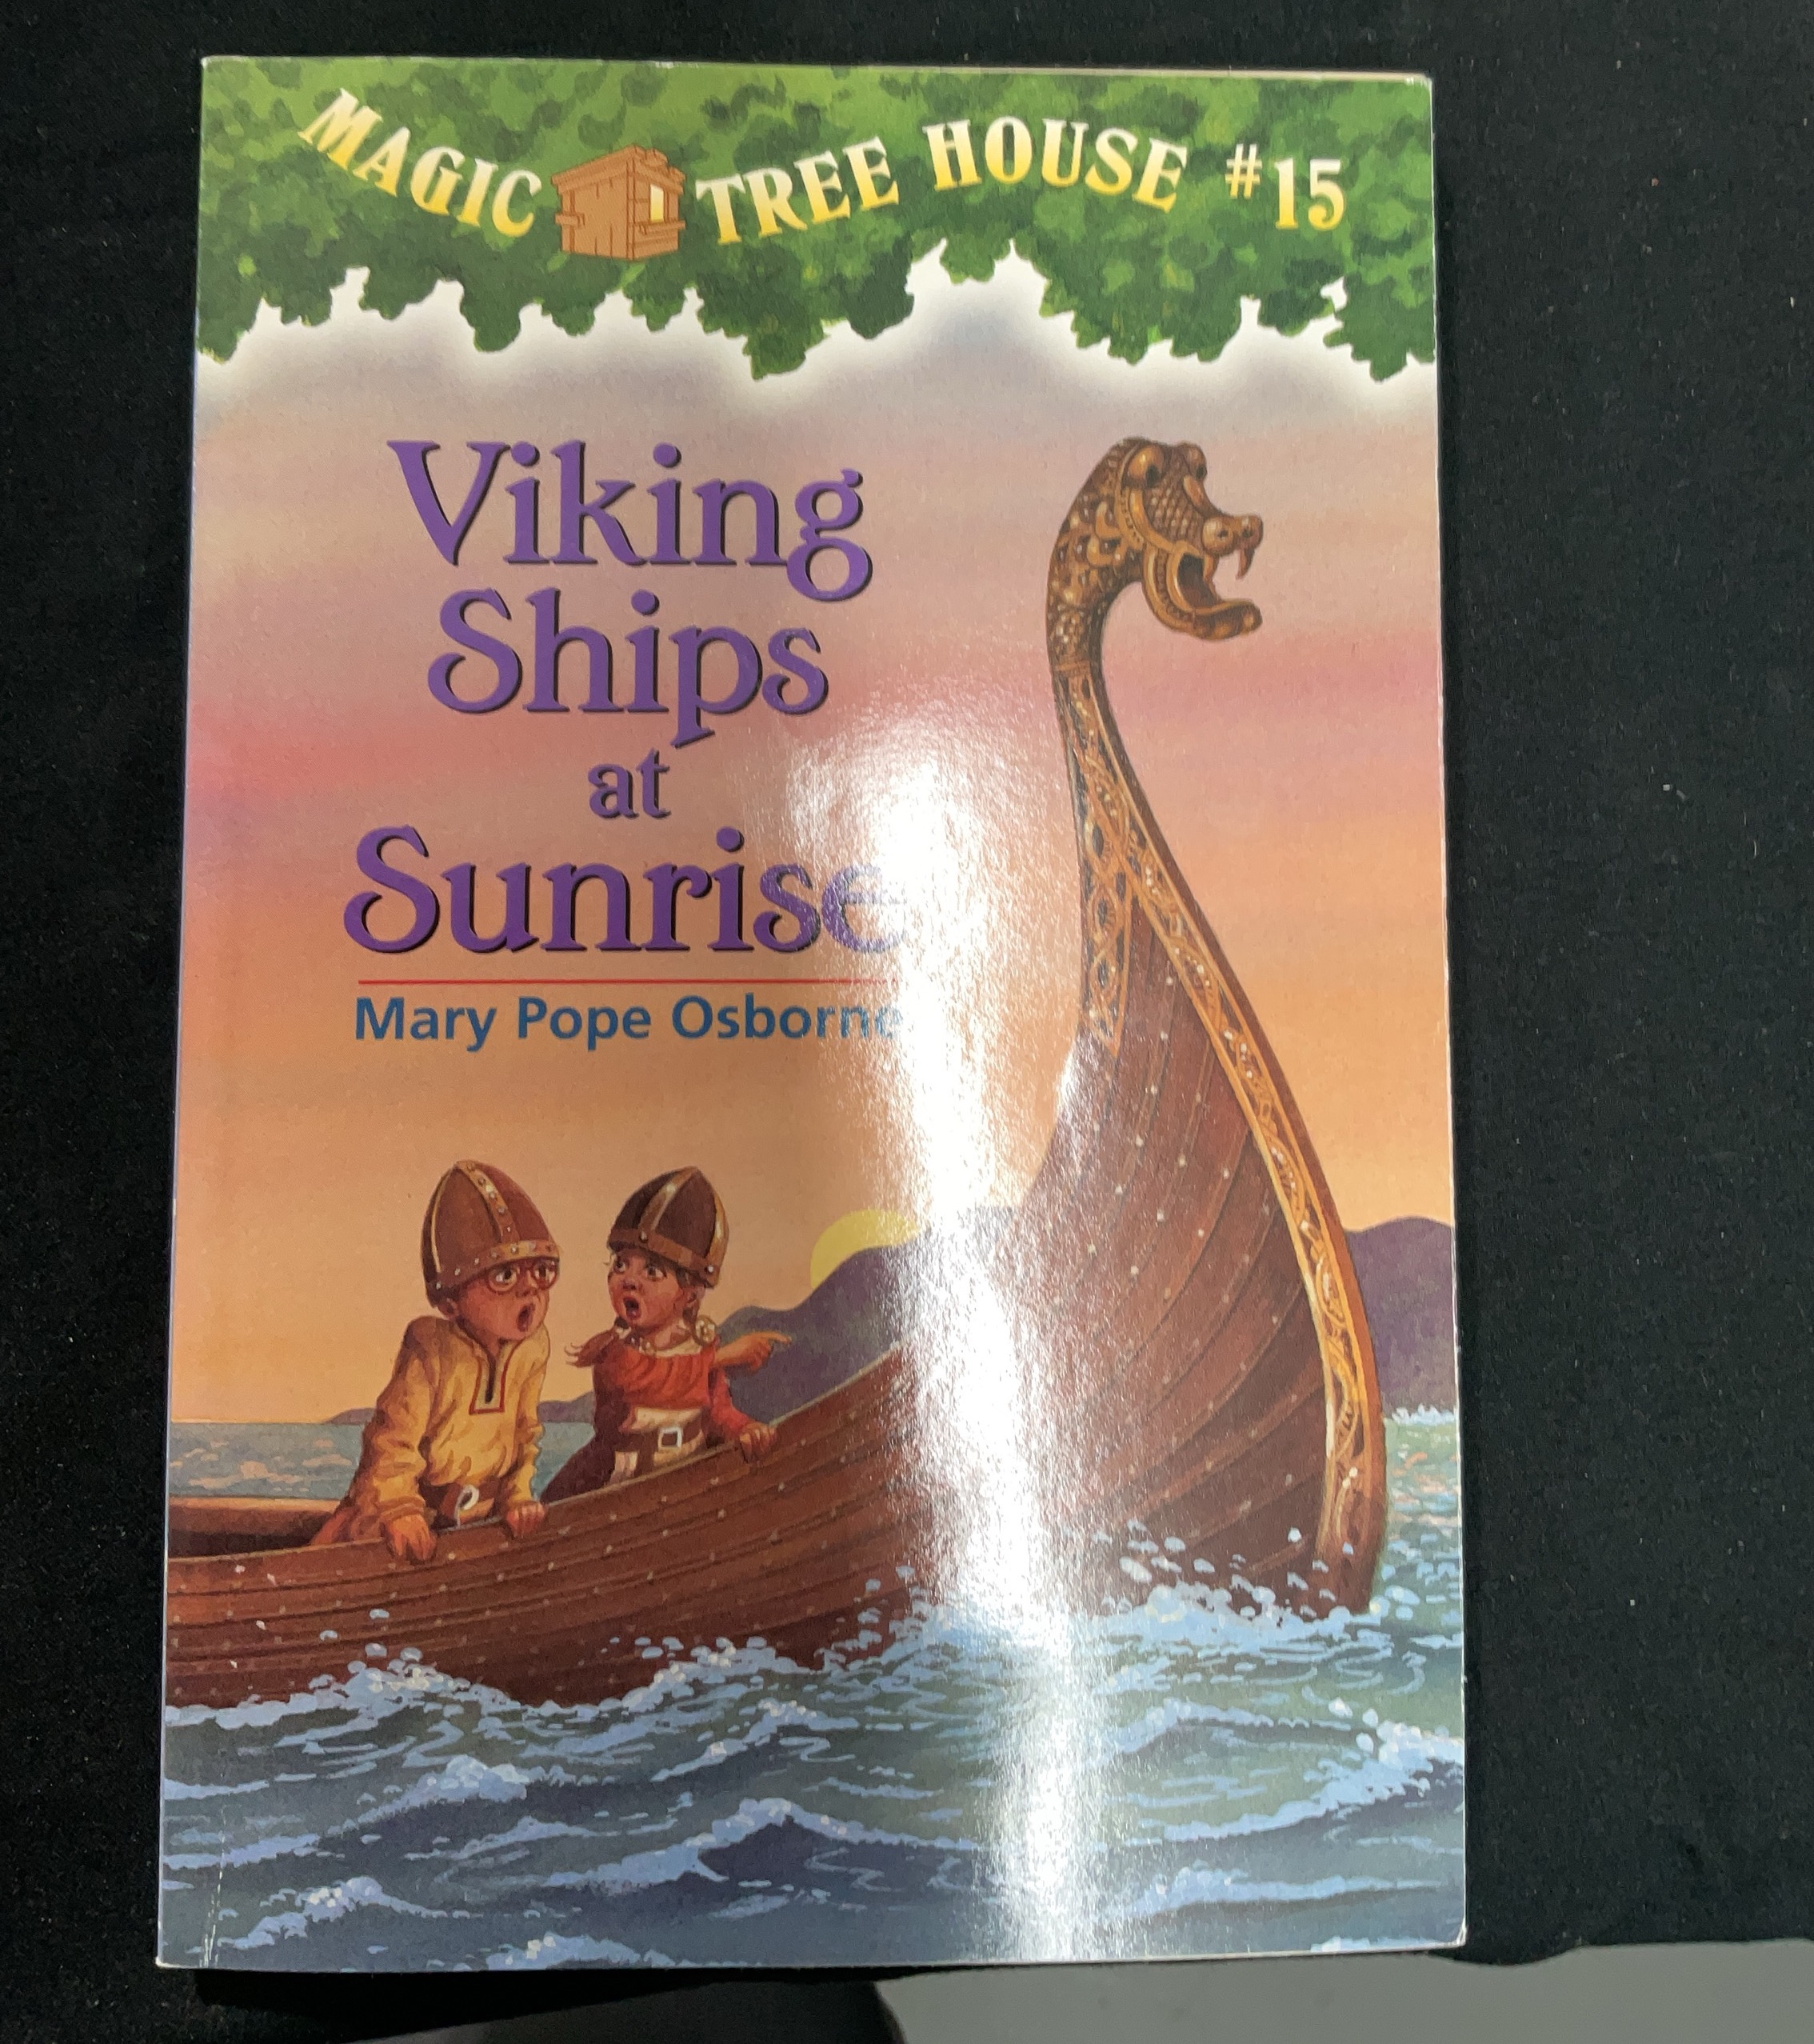 MAGIC TREE HOUSE #15
Viking
Ships
at
Sunrise
Mary Pope Osborne